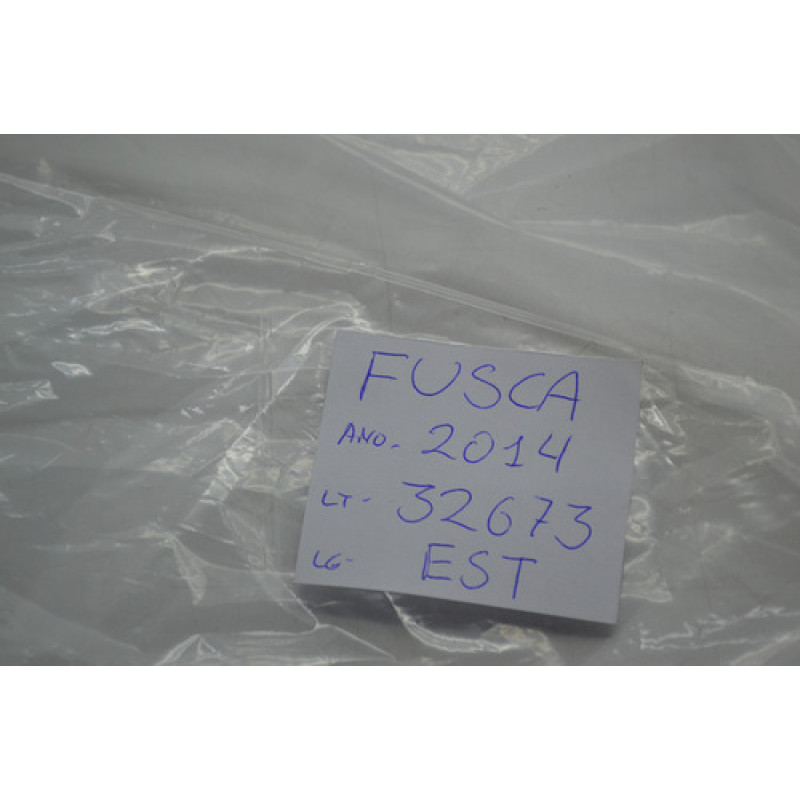 FUSCA
ANO- 2014
LT- 32673
LG- EST